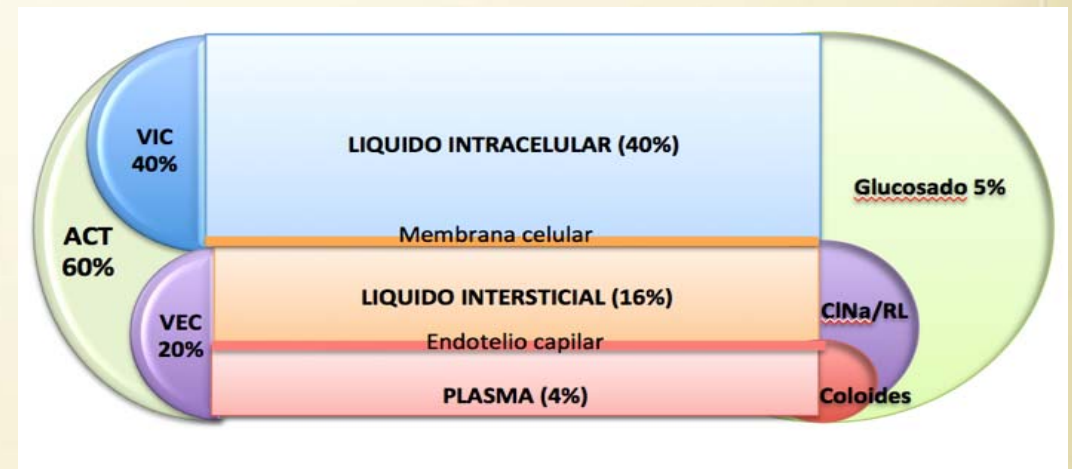 VIC
40%
LIQUIDO INTRACELULAR (40%)
Glucosado 5%
ACT
60%
Membrana celular
LIQUIDO INTERSTICIAL (16%)
ClNa/RL
VEC
20%
Endotelio capilar
PLASMA (4%)
Coloides